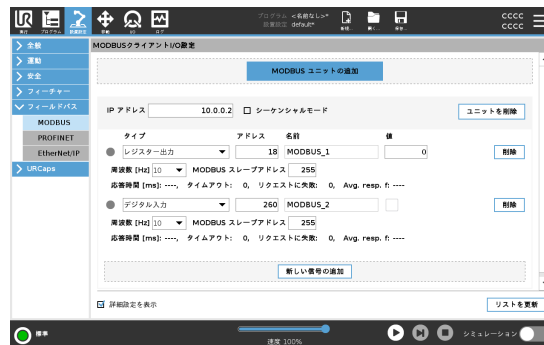 UR
実行 プログラム 設置設定 移動 I/O ログ
プログラム <名前なし>*
設置設定 default*
新規... 開く... 保存...
CCCC
CCCC
全般
MODBUSクライアントI/O設定
運動
安全
フィーチャー
フィールドバス
MODBUS
PROFINET
EtherNet/IP
URCaps
MODBUS ユニットの追加
IP アドレス 10.0.0.2 シーケンシャルモード ユニットを削除
タイプ アドレス 名前 値
レジスター出力 18 MODBUS_1 0 削除
周波数 [Hz] 10 MODBUS スレーブアドレス 255
応答時間 [ms]: ----, タイムアウト: 0, リクエストに失敗: 0, Avg. resp. f: ----
デジタル入力 260 MODBUS_2 削除
周波数 [Hz] 10 MODBUS スレーブアドレス 255
応答時間 [ms]: ----, タイムアウト: 0, リクエストに失敗: 0, Avg. resp. f: ----
新しい信号の追加
詳細設定を表示 リストを更新
標準
速度 100%
シミュレーション